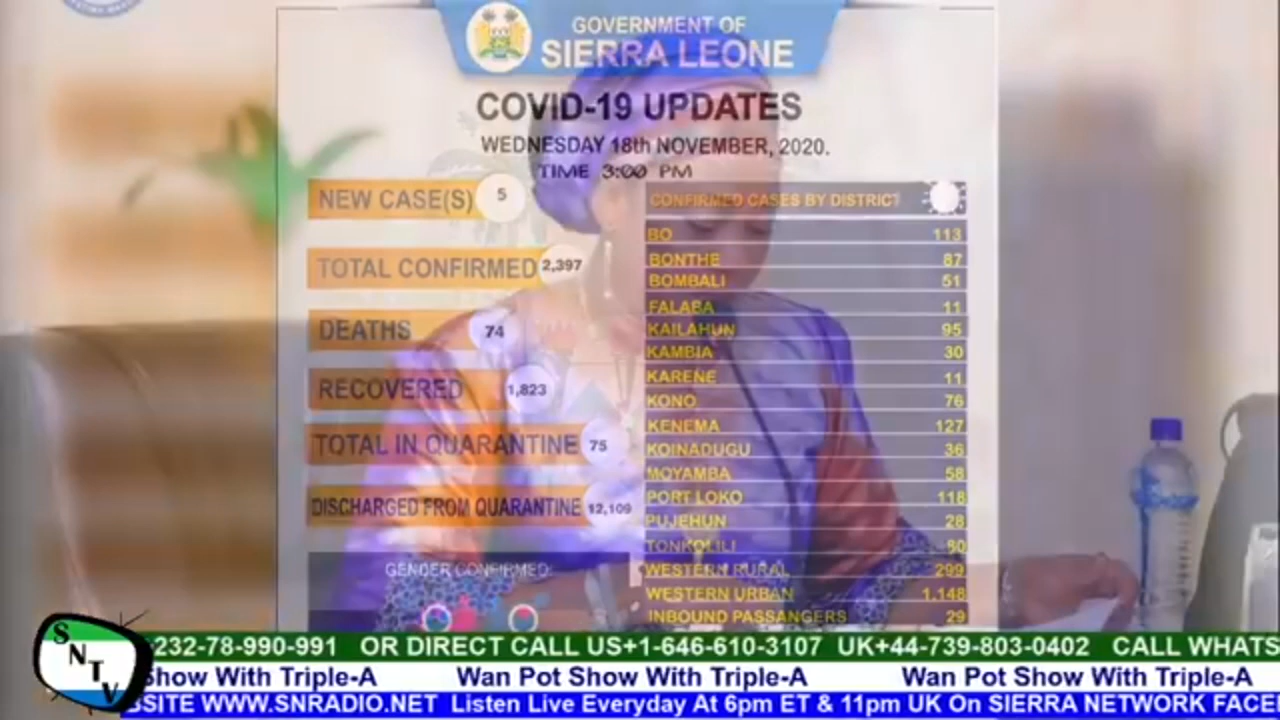 GOVERNMENT OF
SIERRA LEONE
COVID-19 UPDATES
WEDNESDAY 18th NOVEMBER, 2020.
TIME 3:00 PM
NEW CASE(S) 5
TOTAL CONFIRMED 2,397
DEATHS 74
RECOVERED 1,823
TOTAL IN QUARANTINE 75
DISCHARGED FROM QUARANTINE 12,109
GENDER CONFIRMED:
CONFIRMED CASES BY DISTRICT
BO 113
BONTHE 87
BOMBALI 51
FALABA 11
KAILAHUN 95
KAMBIA 30
KARENE 11
KONO 76
KENEMA 127
KOINADUGU 36
MOYAMBA 58
PORT LOKO 118
PUJEHUN 28
TONKOLILI 80
WESTERN RURAL 299
WESTERN URBAN 1,148
INBOUND PASSENGERS 29
SNTV
-232-78-990-991 OR DIRECT CALL US+1-646-610-3107 UK+44-739-803-0402 CALL WHATS
Show With Triple-A Wan Pot Show With Triple-A Wan Pot Show With Triple-A
BSITE WWW.SNRADIO.NET Listen Live Everyday At 6pm ET & 11pm UK On SIERRA NETWORK FACE